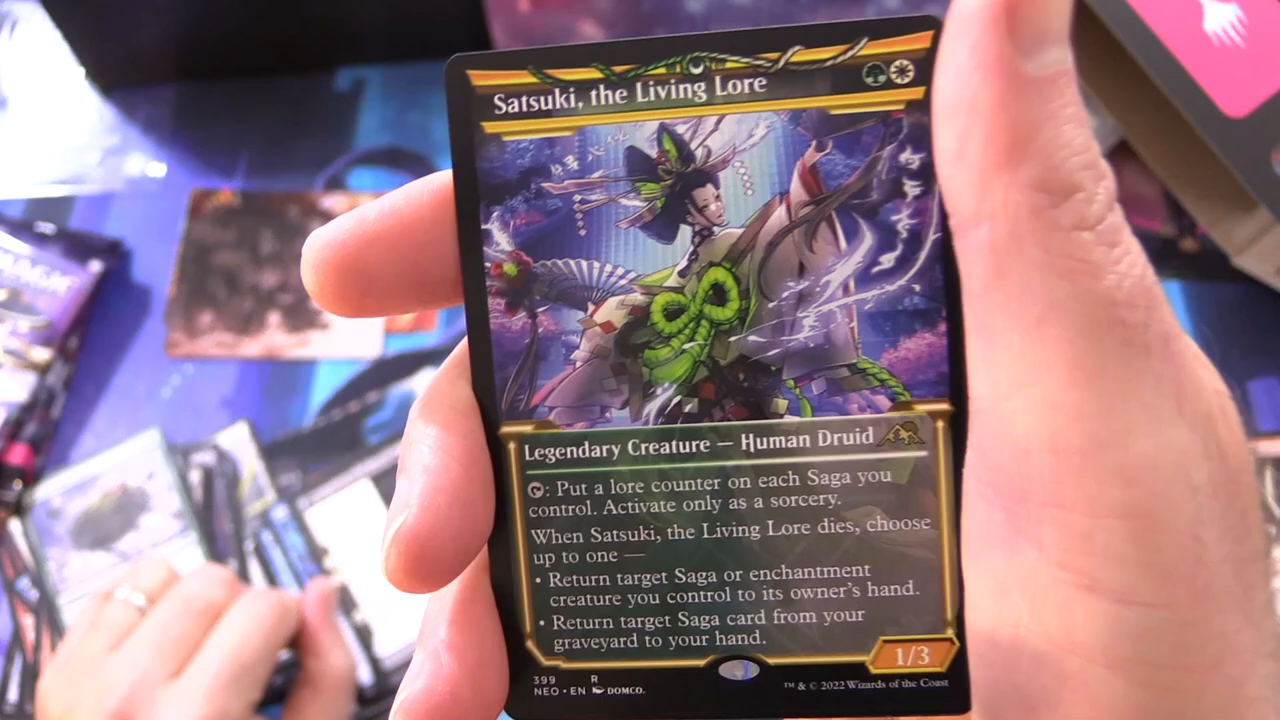 Satsuki, the Living Lore
Legendary Creature — Human Druid
: Put a lore counter on each Saga you
control. Activate only as a sorcery.
When Satsuki, the Living Lore dies, choose
up to one —
• Return target Saga or enchantment
creature you control to its owner's hand.
• Return target Saga card from your
graveyard to your hand.
1/3
399 R
NEO • EN DOMCO.
™ & © 2022 Wizards of the Coast